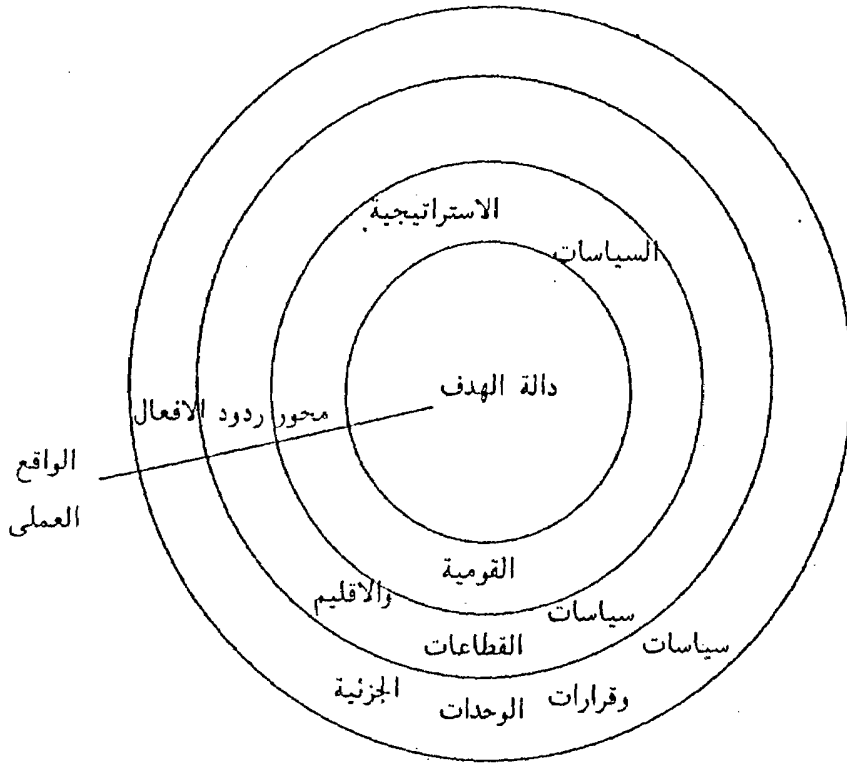 الاستراتيجية
السياسات
دالة الهدف
محور ردود الافعال
الواقع
العملى
القومية
سياسات القطاعات والاقليم
سياسات وقرارات الوحدات الجزئية